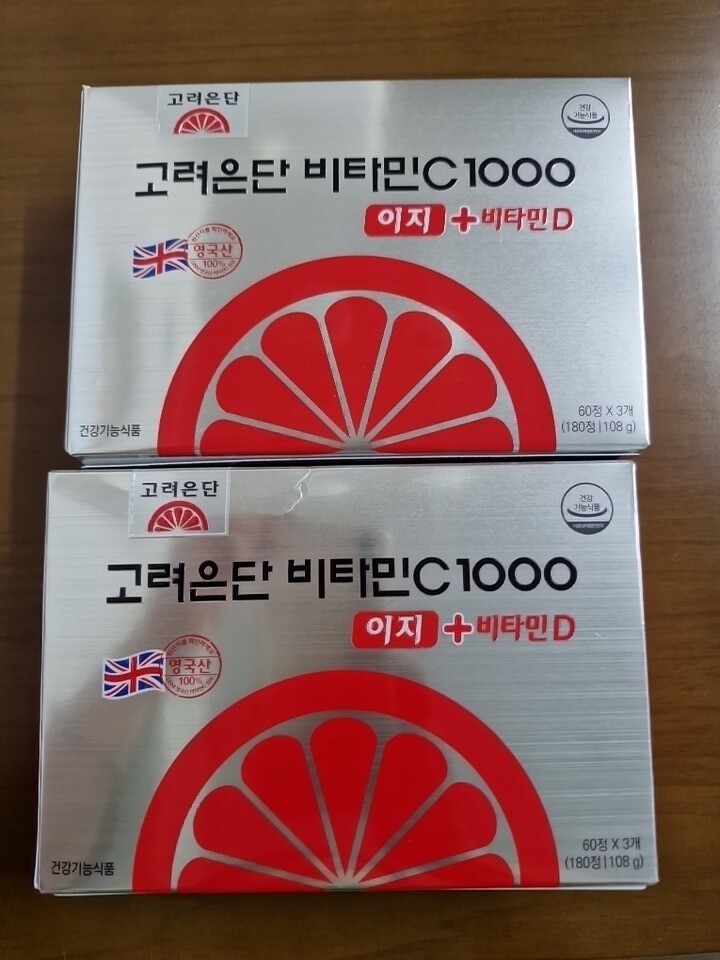 고려은단
건강
기능식품
고려은단 비타민C1000
이지 +비타민D
영국산
100%
건강기능식품
60정 X 3개
(180정 | 108 g)
고려은단
건강
기능식품
고려은단 비타민C1000
이지 +비타민D
영국산
100%
건강기능식품
60정 X 3개
(180정 | 108 g)